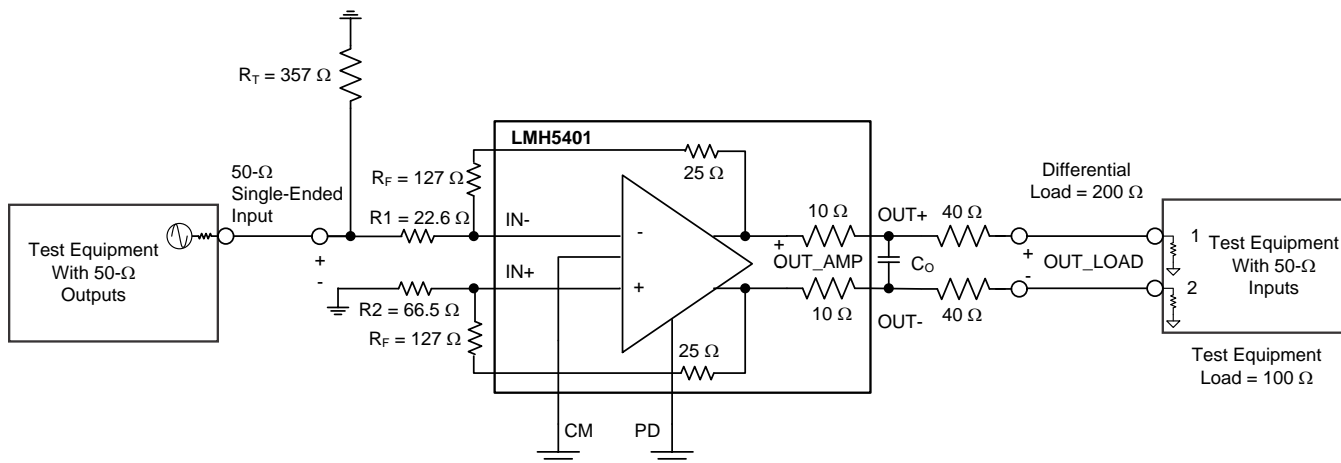 R_T = 357 Ω
50-Ω
Single-Ended
Input
Test Equipment
With 50-Ω
Outputs
+
-
R1 = 22.6 Ω
R2 = 66.5 Ω
R_F = 127 Ω
R_F = 127 Ω
LMH5401
25 Ω
IN-
-
IN+
+
25 Ω
CM
PD
10 Ω
+
-
OUT_AMP
10 Ω
OUT+
C_O
OUT-
40 Ω
40 Ω
Differential
Load = 200 Ω
+
-
OUT_LOAD
1
2
Test Equipment
With 50-Ω
Inputs
Test Equipment
Load = 100 Ω